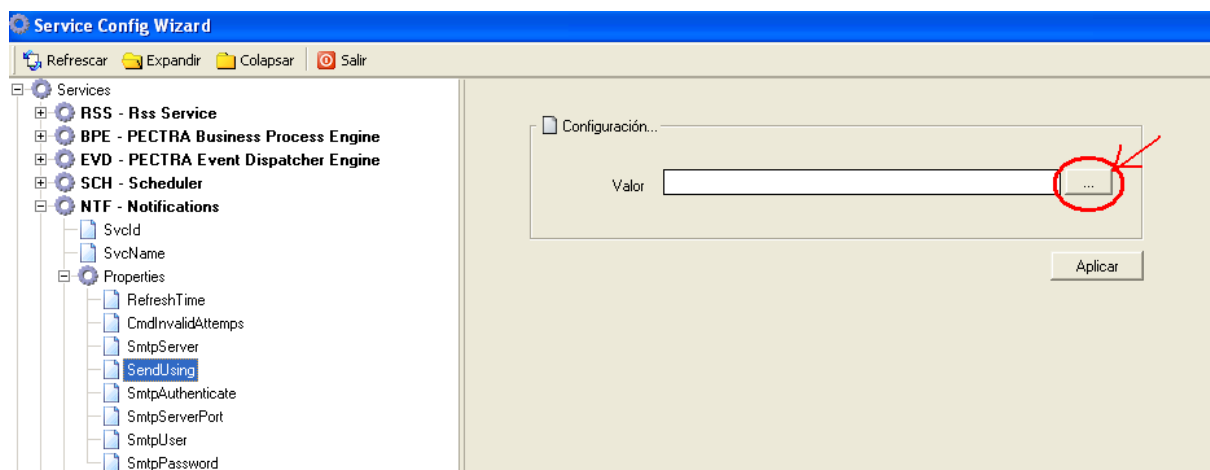 Service Config Wizard
Refrescar Expandir Colapsar Salir
Services
RSS - Rss Service
BPE - PECTRA Business Process Engine
EVD - PECTRA Event Dispatcher Engine
SCH - Scheduler
NTF - Notifications
SvcId
SvcName
Properties
RefreshTime
CmdInvalidAttemps
SmtpServer
SendUsing
SmtpAuthenticate
SmtpServerPort
SmtpUser
SmtpPassword
Configuración...
Valor ...
Aplicar